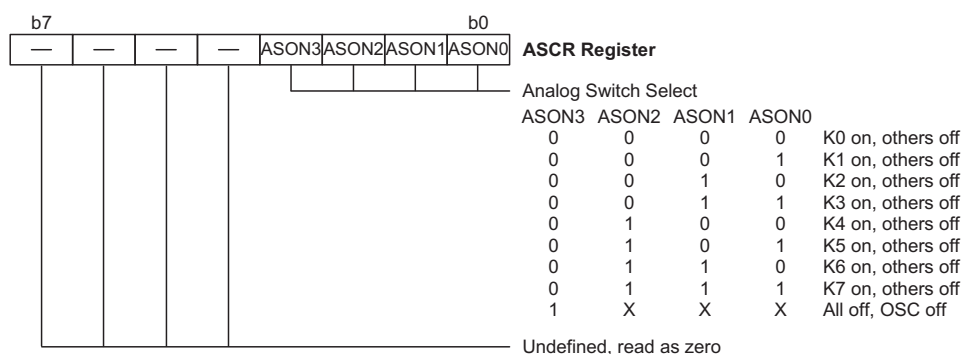 b7 b0
— — — — ASON3 ASON2 ASON1 ASON0 ASCR Register
Analog Switch Select
ASON3 ASON2 ASON1 ASON0
0 0 0 0 K0 on, others off
0 0 0 1 K1 on, others off
0 0 1 0 K2 on, others off
0 0 1 1 K3 on, others off
0 1 0 0 K4 on, others off
0 1 0 1 K5 on, others off
0 1 1 0 K6 on, others off
0 1 1 1 K7 on, others off
1 X X X All off, OSC off
Undefined, read as zero